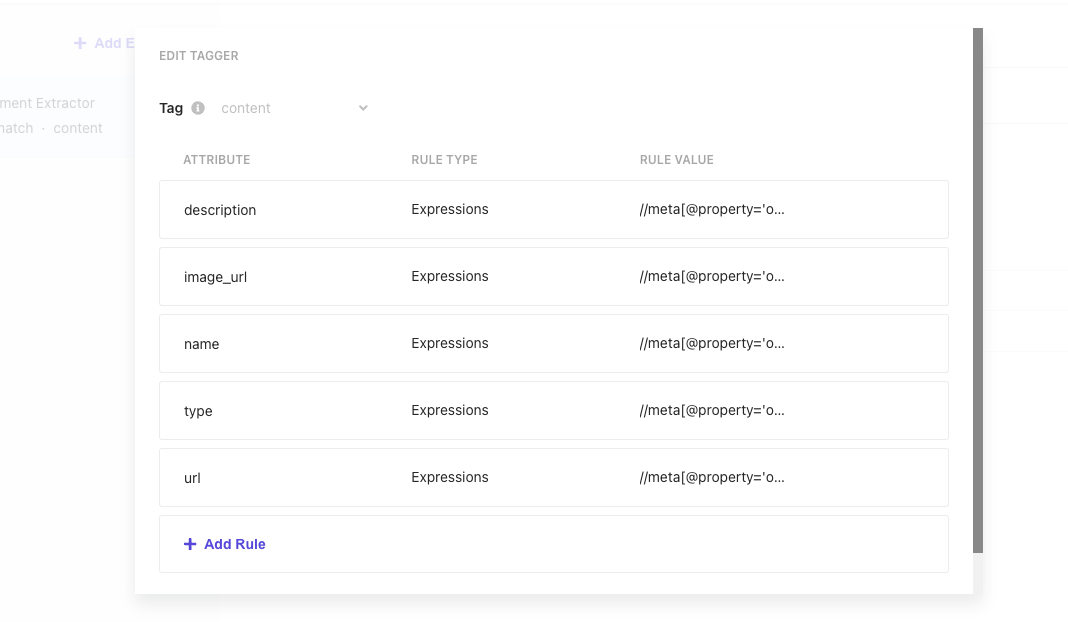 Add E
ment Extractor
match · content
EDIT TAGGER
Tag content
ATTRIBUTE RULE TYPE RULE VALUE
description Expressions //meta[@property='o...
image_url Expressions //meta[@property='o...
name Expressions //meta[@property='o...
type Expressions //meta[@property='o...
url Expressions //meta[@property='o...
Add Rule